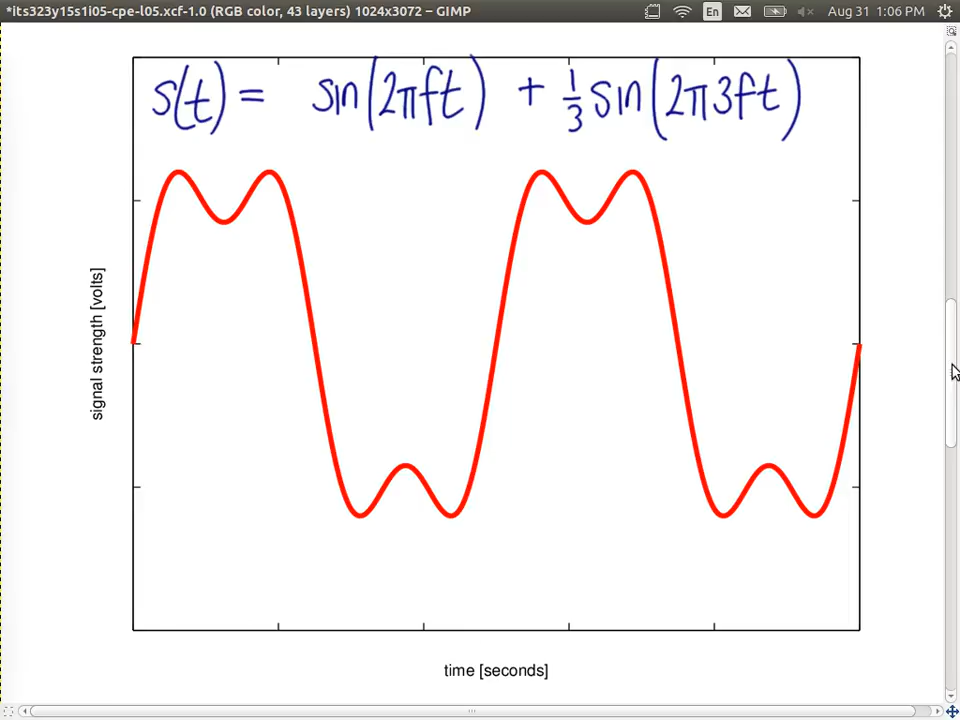 *its323y15s1i05-cpe-l05.xcf-1.0 (RGB color, 43 layers) 1024x3072 – GIMP En Aug 31 1:06 PM
s(t) = sin(2πft) + 1/3 sin(2π3ft)
signal strength [volts]
time [seconds]